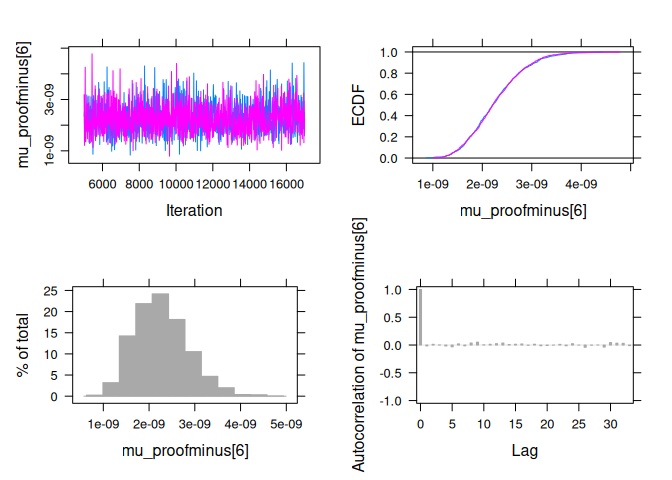 mu_proofminus[6]
1e-09
3e-09
6000 8000 10000 12000 14000 16000
Iteration
ECDF
0.0
0.2
0.4
0.6
0.8
1.0
1e-09 2e-09 3e-09 4e-09
mu_proofminus[6]
% of total
0
5
10
15
20
25
1e-09 2e-09 3e-09 4e-09 5e-09
mu_proofminus[6]
Autocorrelation of mu_proofminus[6]
-1.0
-0.5
0.0
0.5
1.0
0 5 10 15 20 25 30
Lag